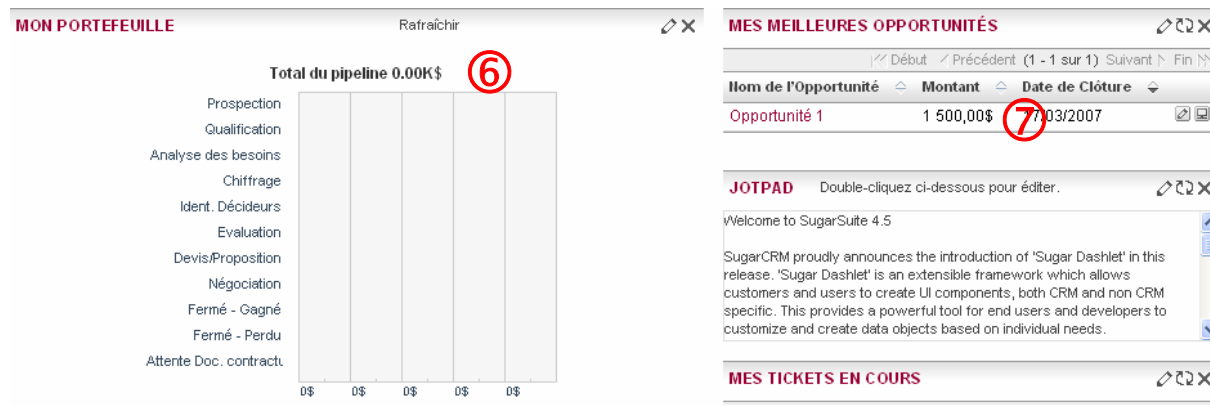 MON PORTEFEUILLE Rafraîchir
Total du pipeline 0.00K$ 6
Prospection
Qualification
Analyse des besoins
Chiffrage
Ident. Décideurs
Evaluation
Devis/Proposition
Négociation
Fermé - Gagné
Fermé - Perdu
Attente Doc. contractu
0$ 0$ 0$ 0$ 0$
MES MEILLEURES OPPORTUNITÉS
Début Précédent (1 - 1 sur 1) Suivant Fin
Nom de l'Opportunité Montant Date de Clôture
Opportunité 1 1 500,00$ 7 /03/2007
JOTPAD Double-cliquez ci-dessous pour éditer.
Welcome to SugarSuite 4.5
SugarCRM proudly announces the introduction of 'Sugar Dashlet' in this
release. 'Sugar Dashlet' is an extensible framework which allows
customers and users to create UI components, both CRM and non CRM
specific. This provides a powerful tool for end users and developers to
customize and create data objects based on individual needs.
MES TICKETS EN COURS